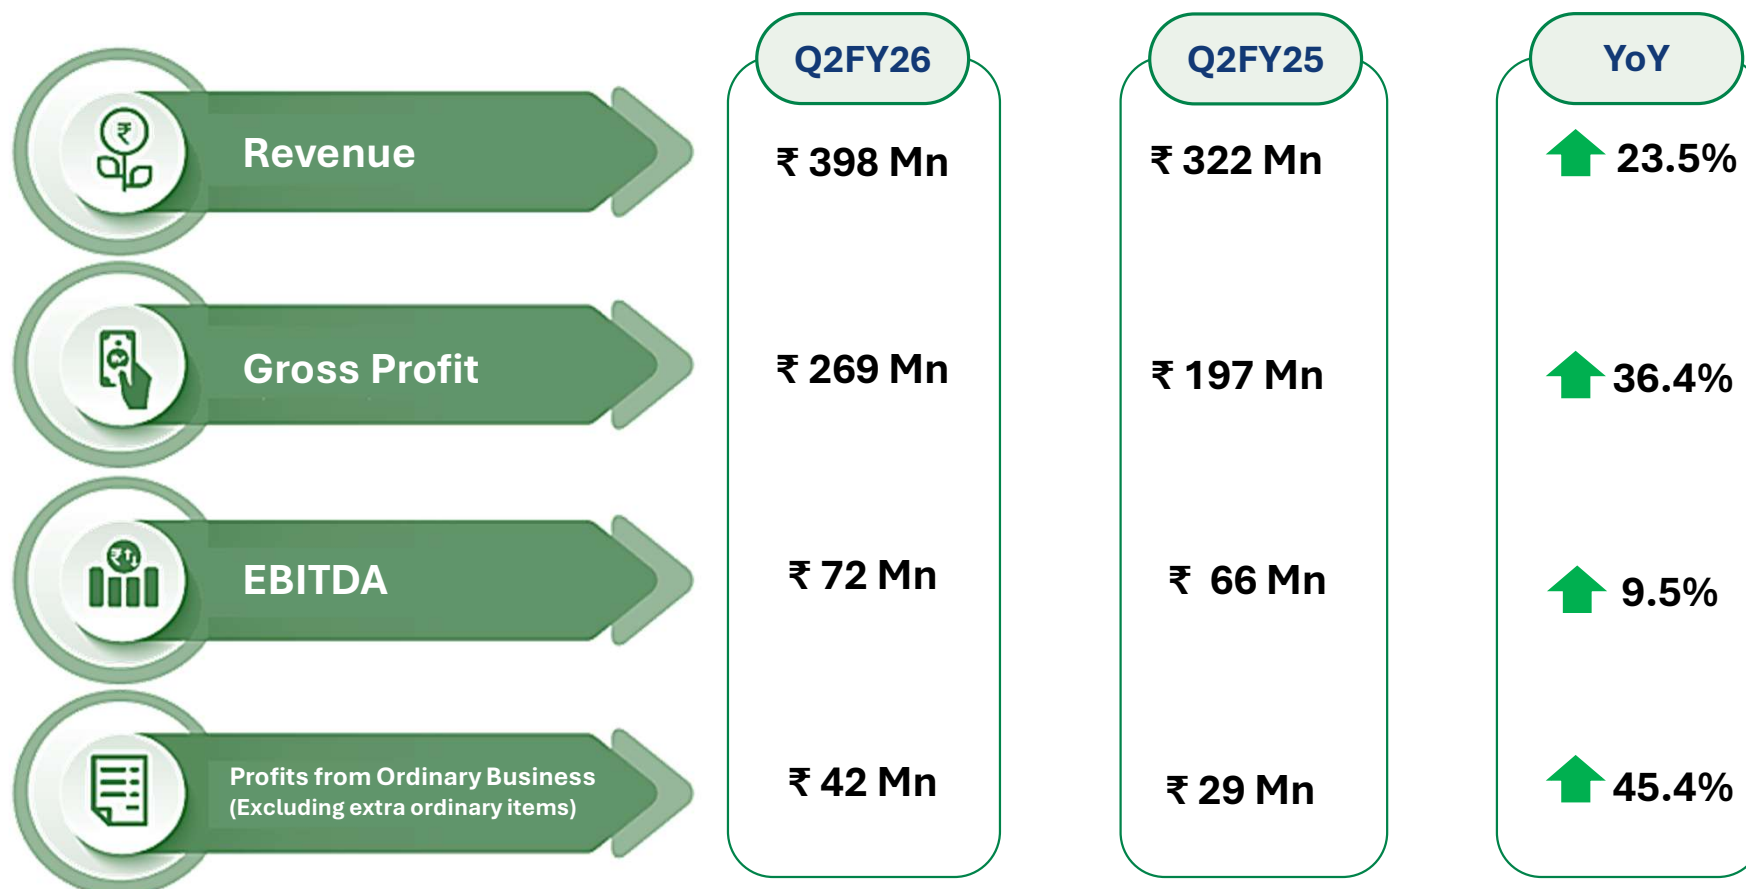 Q2FY26 Q2FY25 YoY
Revenue ₹ 398 Mn ₹ 322 Mn 23.5%
Gross Profit ₹ 269 Mn ₹ 197 Mn 36.4%
EBITDA ₹ 72 Mn ₹ 66 Mn 9.5%
Profits from Ordinary Business ₹ 42 Mn ₹ 29 Mn 45.4%
(Excluding extra ordinary items)